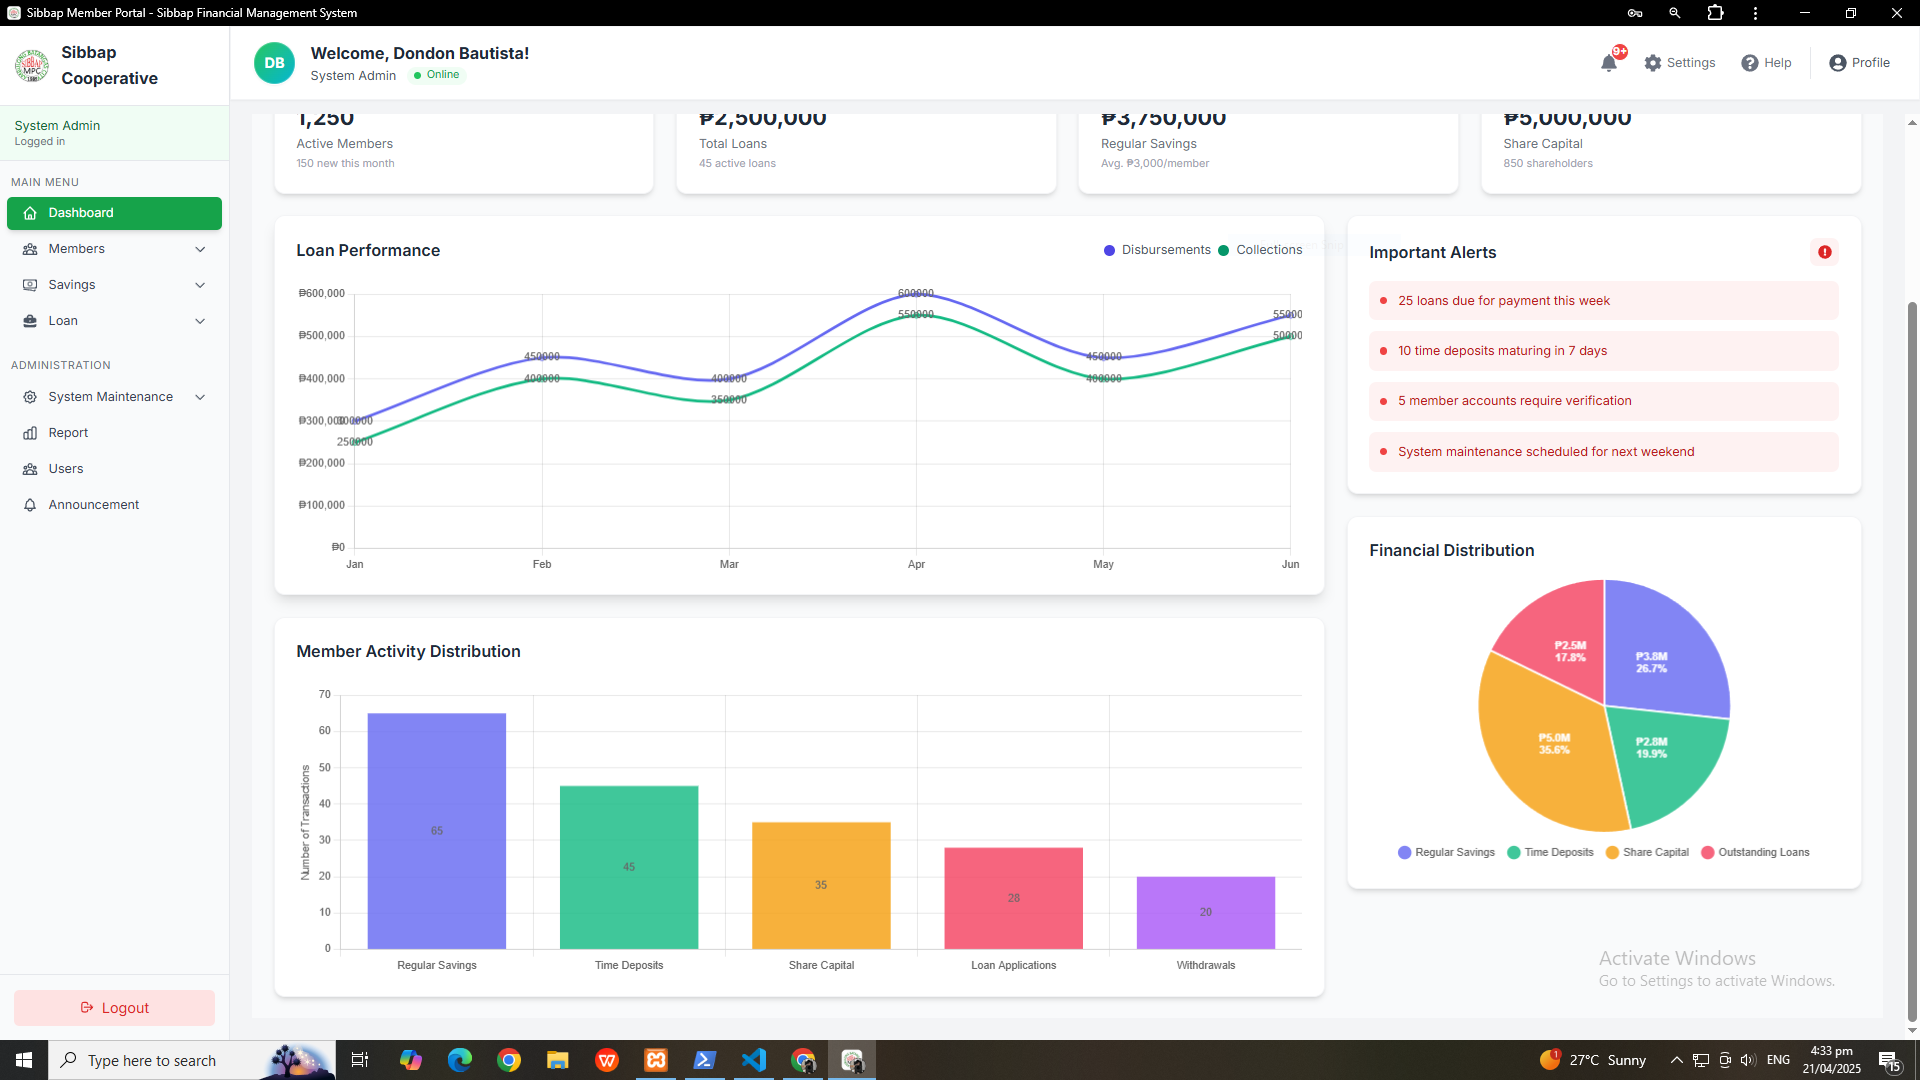 Sibbap Member Portal - Sibbap Financial Management System
Sibbap
Cooperative
System Admin
Logged in
MAIN MENU
Dashboard
Members
Savings
Loan
ADMINISTRATION
System Maintenance
Report
Users
Announcement
Logout
DB
Welcome, Dondon Bautista!
System Admin
Online
9+
Settings
Help
Profile
1,250
Active Members
150 new this month
₱2,500,000
Total Loans
45 active loans
₱3,750,000
Regular Savings
Avg. ₱3,000/member
₱5,000,000
Share Capital
850 shareholders
Loan Performance
Disbursements
Collections
₱600,000
₱500,000
₱400,000
₱300,000
₱200,000
₱100,000
₱0
300000
450000
400000
600000
450000
55000
250000
400000
350000
550000
400000
50000
Jan
Feb
Mar
Apr
May
Jun
Important Alerts
25 loans due for payment this week
10 time deposits maturing in 7 days
5 member accounts require verification
System maintenance scheduled for next weekend
Member Activity Distribution
Number of Transactions
70
60
50
40
30
20
10
0
65
45
35
28
20
Regular Savings
Time Deposits
Share Capital
Loan Applications
Withdrawals
Financial Distribution
₱2.5M
17.8%
₱3.8M
26.7%
₱5.0M
35.6%
₱2.8M
19.9%
Regular Savings
Time Deposits
Share Capital
Outstanding Loans
Activate Windows
Go to Settings to activate Windows.
Type here to search
1
27°C Sunny
ENG
4:33 pm
21/04/2025
15